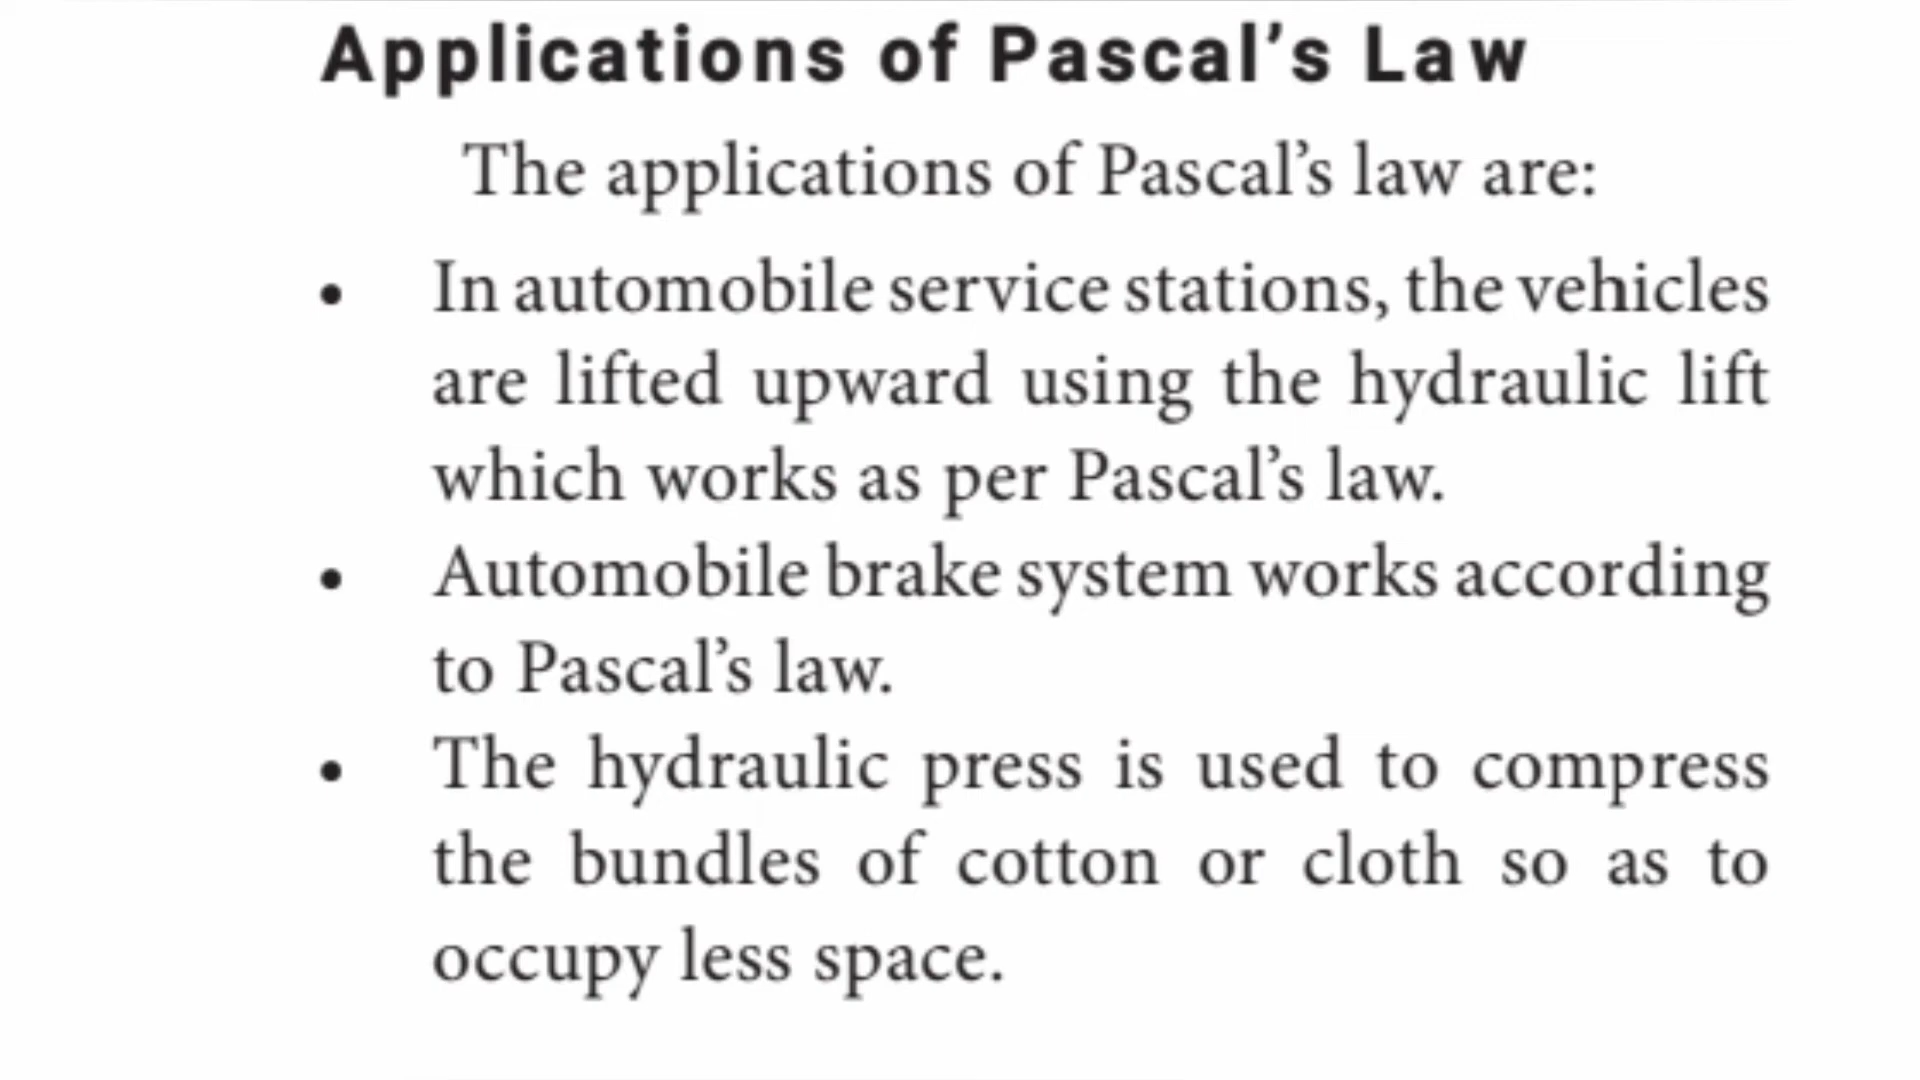 Applications of Pascal’s Law
The applications of Pascal’s law are:
• In automobile service stations, the vehicles
are lifted upward using the hydraulic lift
which works as per Pascal’s law.
• Automobile brake system works according
to Pascal’s law.
• The hydraulic press is used to compress
the bundles of cotton or cloth so as to
occupy less space.